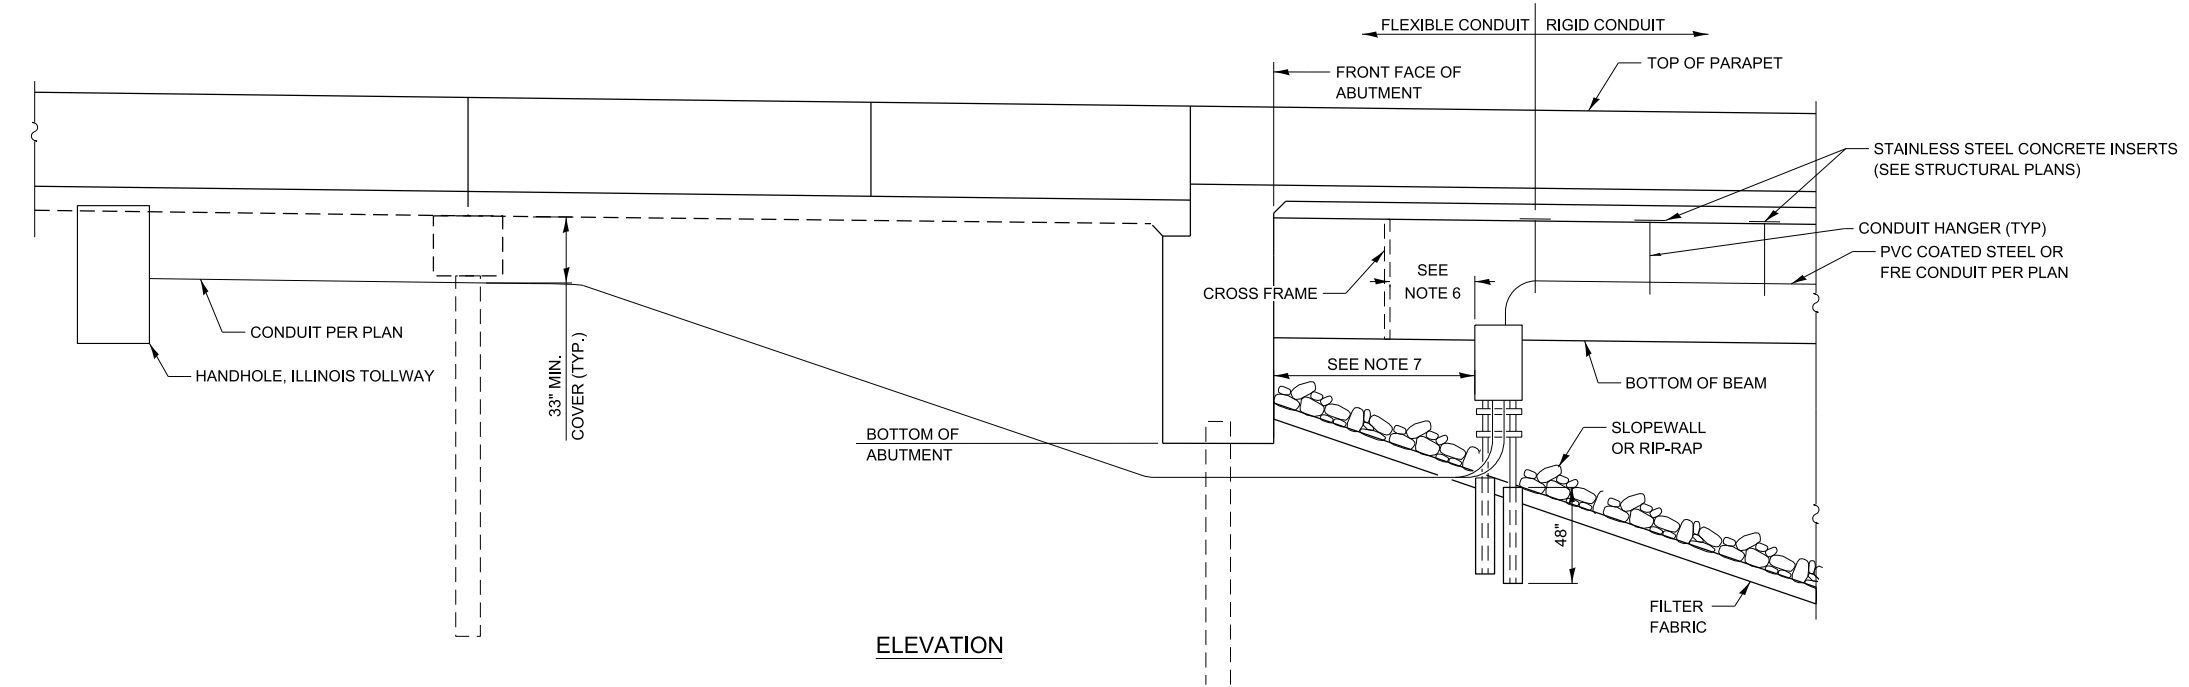 FLEXIBLE CONDUIT
RIGID CONDUIT
TOP OF PARAPET
FRONT FACE OF
ABUTMENT
STAINLESS STEEL CONCRETE INSERTS
(SEE STRUCTURAL PLANS)
CONDUIT HANGER (TYP)
PVC COATED STEEL OR
FRE CONDUIT PER PLAN
SEE
NOTE 6
CROSS FRAME
CONDUIT PER PLAN
HANDHOLE, ILLINOIS TOLLWAY
33" MIN.
COVER (TYP.)
SEE NOTE 7
BOTTOM OF BEAM
BOTTOM OF
ABUTMENT
SLOPEWALL
OR RIP-RAP
48"
FILTER
FABRIC
ELEVATION